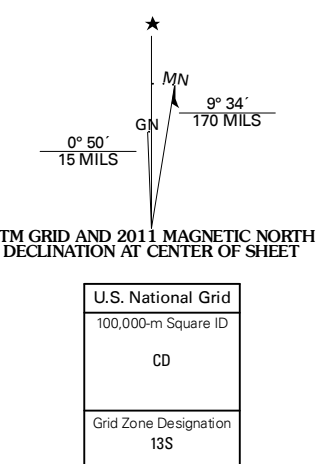 MN
9° 34´
170 MILS
GN
0° 50´
15 MILS
TM GRID AND 2011 MAGNETIC NORTH
DECLINATION AT CENTER OF SHEET
U.S. National Grid
100,000-m Square ID
CD
Grid Zone Designation
13S